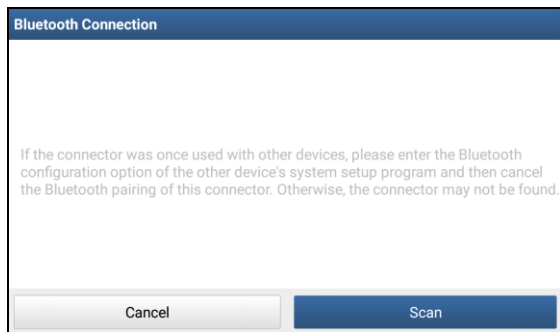 Bluetooth Connection
If the connector was once used with other devices, please enter the Bluetooth
configuration option of the other device's system setup program and then cancel
the Bluetooth pairing of this connector. Otherwise, the connector may not be found.
Cancel
Scan